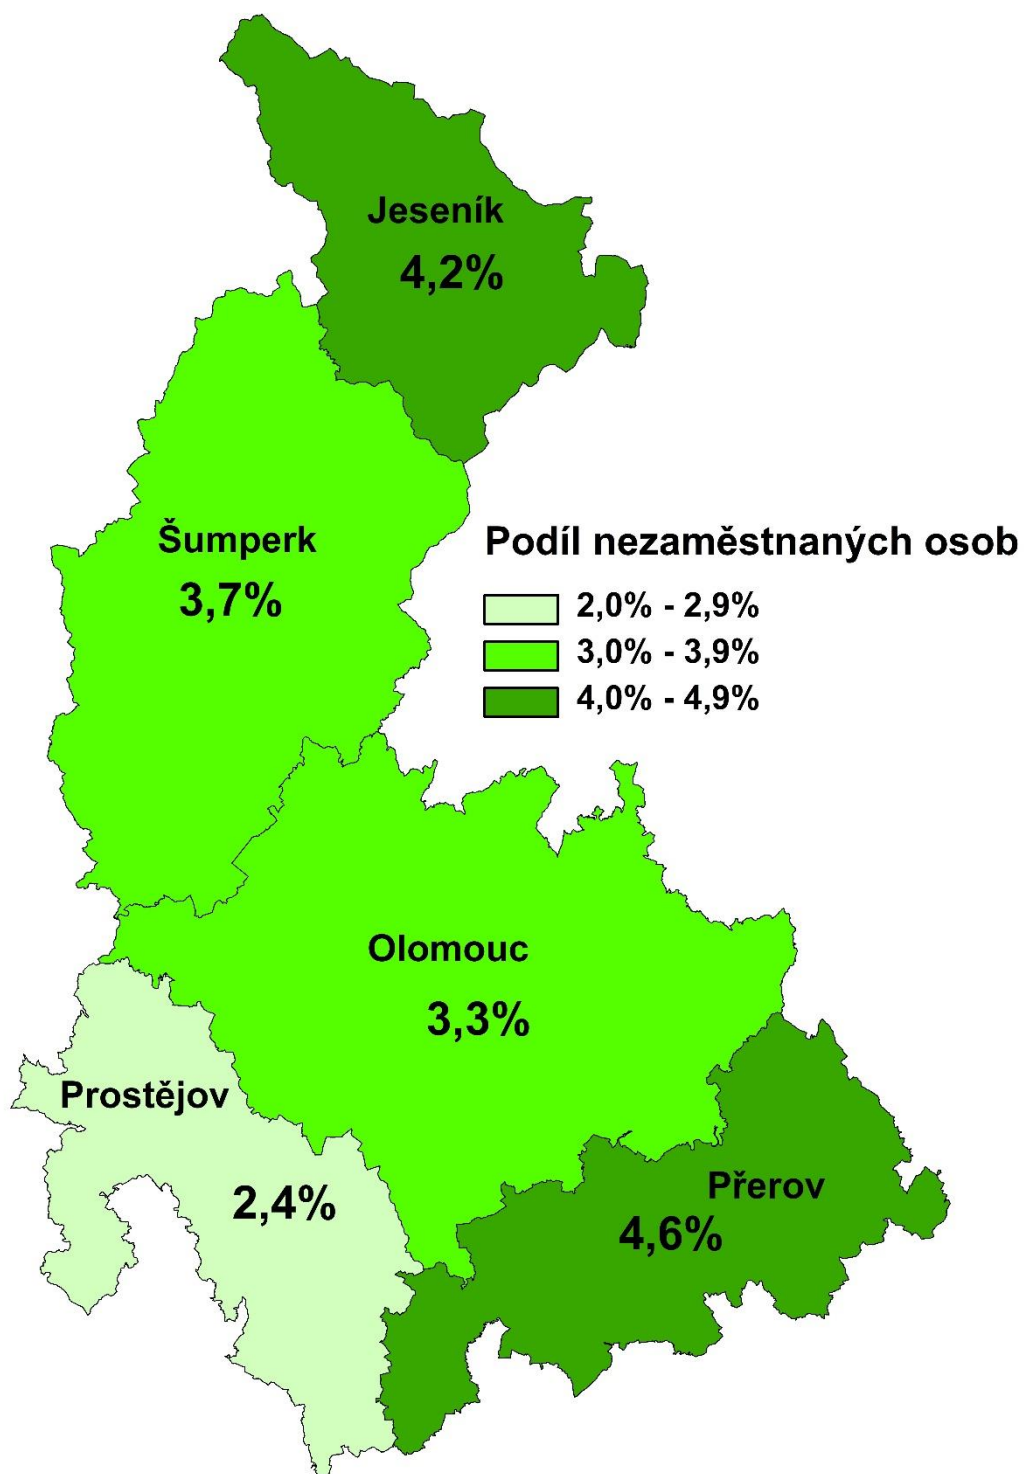 Jeseník
4,2%
Šumperk
3,7%
Podíl nezaměstnaných osob
2,0% - 2,9%
3,0% - 3,9%
4,0% - 4,9%
Olomouc
3,3%
Prostějov
2,4%
Přerov
4,6%